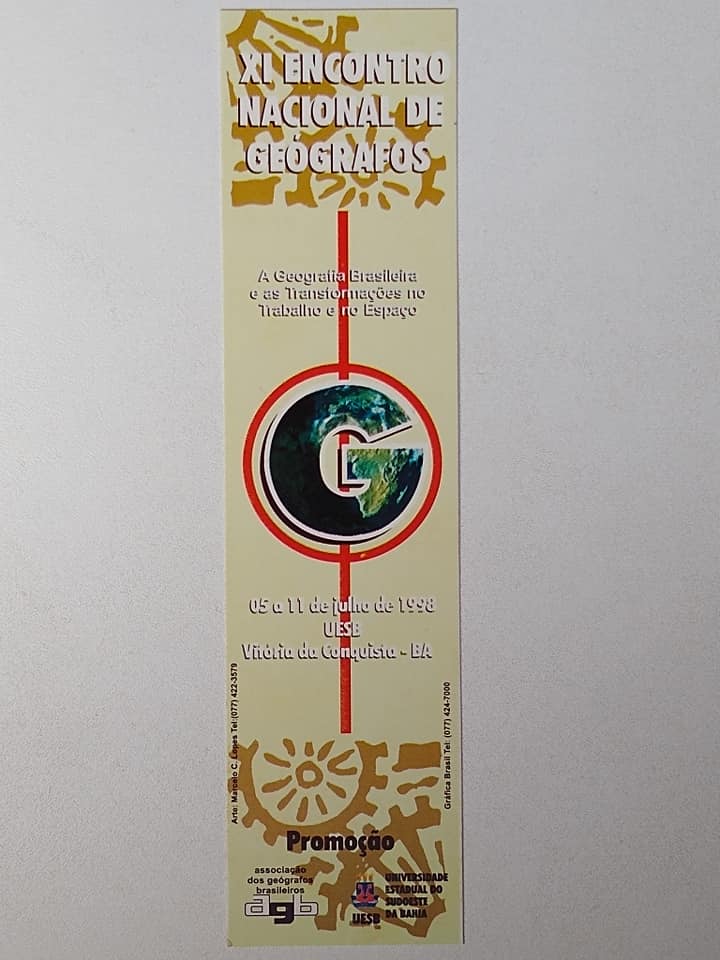 XI ENCONTRO
NACIONAL DE
GEÓGRAFOS
A Geografia Brasileira
e as Transformações no
Trabalho e no Espaço
G
05 a 11 de julho de 1998
UESB
Vitória da Conquista - BA
Arte: Marcelo C. Lopes Tel:(077) 422-3579
Gráfica Brasil Tel: (077) 424-7000
Promoção
associação
dos geógrafos
brasileiros
agb
UESB
UNIVERSIDADE
ESTADUAL DO
SUDOESTE
DA BAHIA